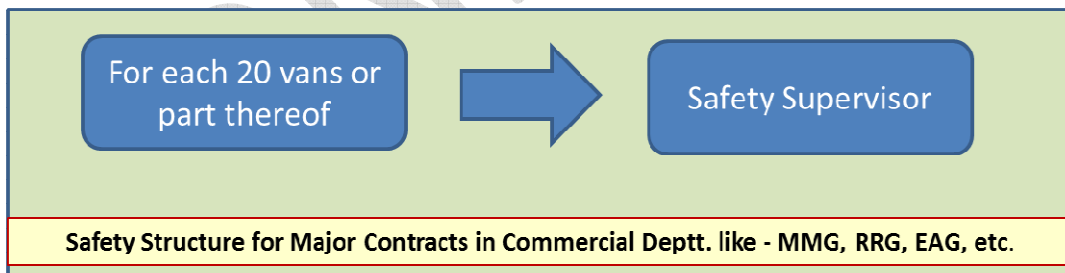 For each 20 vans or
part thereof
Safety Supervisor
Safety Structure for Major Contracts in Commercial Deptt. like - MMG, RRG, EAG, etc.